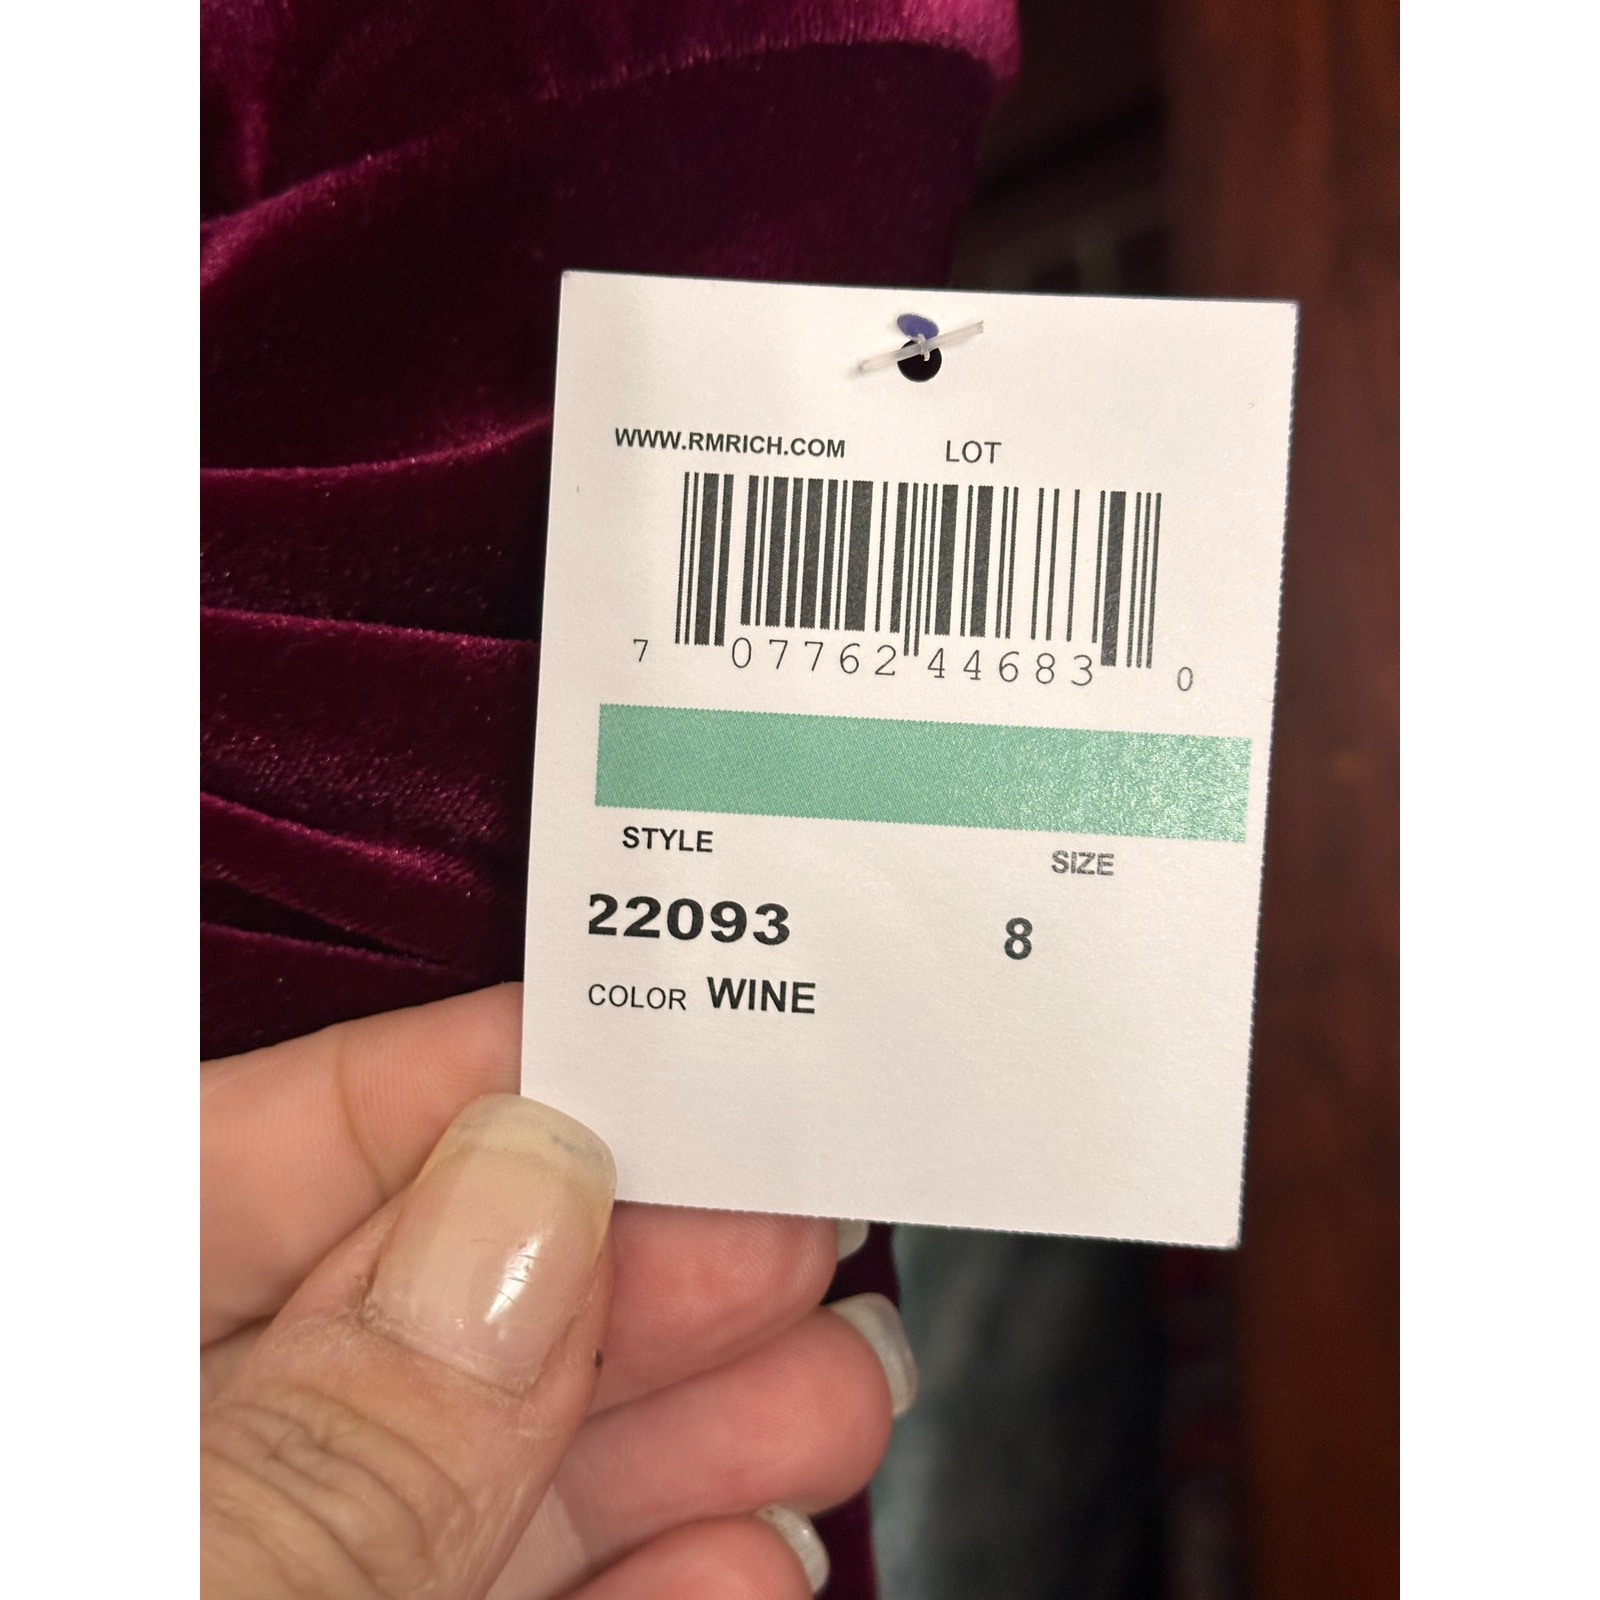 WWW.RMRICH.COM LOT
7 07762 44683 0
STYLE SIZE
22093 8
COLOR WINE